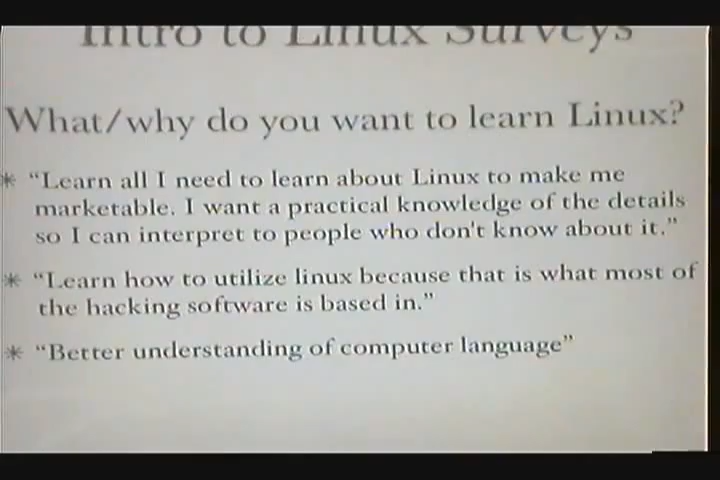 Intro to Linux Surveys
What/why do you want to learn Linux?
* “Learn all I need to learn about Linux to make me
marketable. I want a practical knowledge of the details
so I can interpret to people who don't know about it.”
* “Learn how to utilize linux because that is what most of
the hacking software is based in.”
* “Better understanding of computer language”